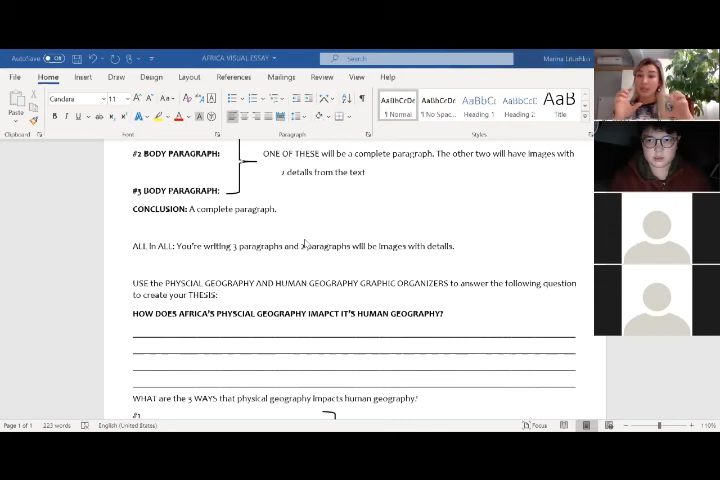 AutoSave Off AFRICA VISUAL ESSAY Search Marina Litushko
File Home Insert Draw Design Layout References Mailings Review View Help
Candara 11 AaBbCcDc AaBbCcDc AaBbC AaBbCcC AaB
Paste ¶ Normal ¶ No Spac... Heading 1 Heading 2 Title
Clipboard Font Paragraph Styles
#2 BODY PARAGRAPH: ONE OF THESE will be a complete paragraph. The other two will have images with
2 details from the text
#3 BODY PARAGRAPH:
CONCLUSION: A complete paragraph.
ALL in ALL: You're writing 3 paragraphs and 2 paragraphs will be images with details.
USE the PHYSCIAL GEOGRAPHY AND HUMAN GEOGRAPHY GRAPHIC ORGANIZERS to answer the following question
to create your THESIS:
HOW DOES AFRICA'S PHYSCIAL GEOGRAPHY IMAPCT IT'S HUMAN GEOGRAPHY?
WHAT are the 3 WAYS that physical geography impacts human geography?
#1
Page 1 of 1 223 words English (United States) Focus 110%